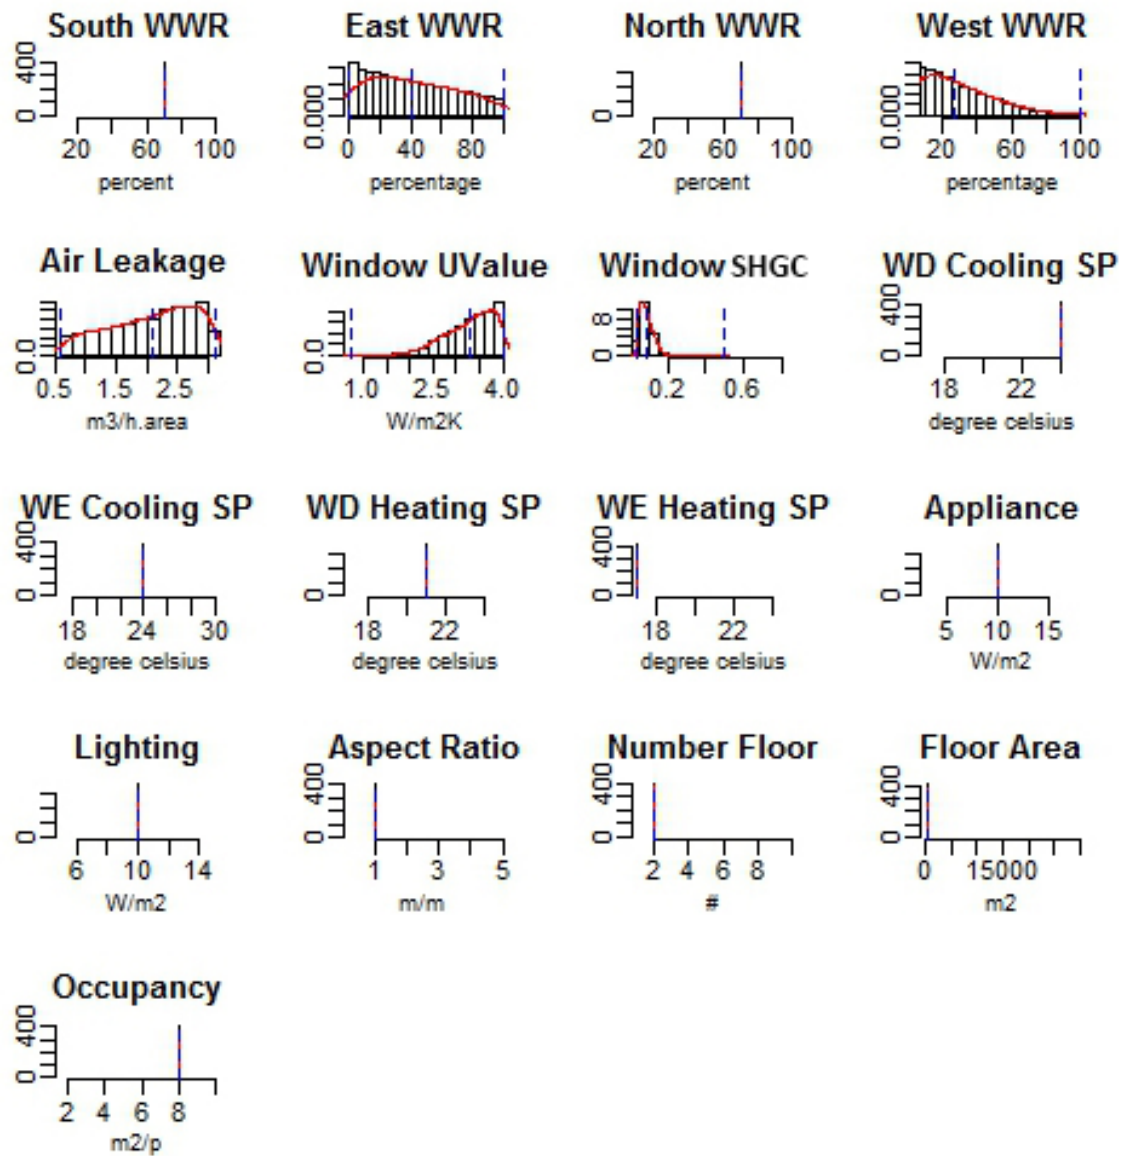 South WWR East WWR North WWR West WWR
400 0 0.000 0 0.000
20 60 100 0 40 80 20 60 100 20 60 100
percent percentage percent percentage
Air Leakage Window UValue Window SHGC WD Cooling SP
0.0 0.0 8 0 400 0
0.5 1.5 2.5 1.0 2.5 4.0 0.2 0.6 18 22
m3/h.area W/m2K degree celsius
WE Cooling SP WD Heating SP WE Heating SP Appliance
400 0 0 400 0 0
18 24 30 18 22 18 22 5 10 15
degree celsius degree celsius degree celsius W/m2
Lighting Aspect Ratio Number Floor Floor Area
0 400 0 400 0 400 0
6 10 14 1 3 5 2 4 6 8 0 15000
W/m2 m/m # m2
Occupancy
400 0
2 4 6 8
m2/p